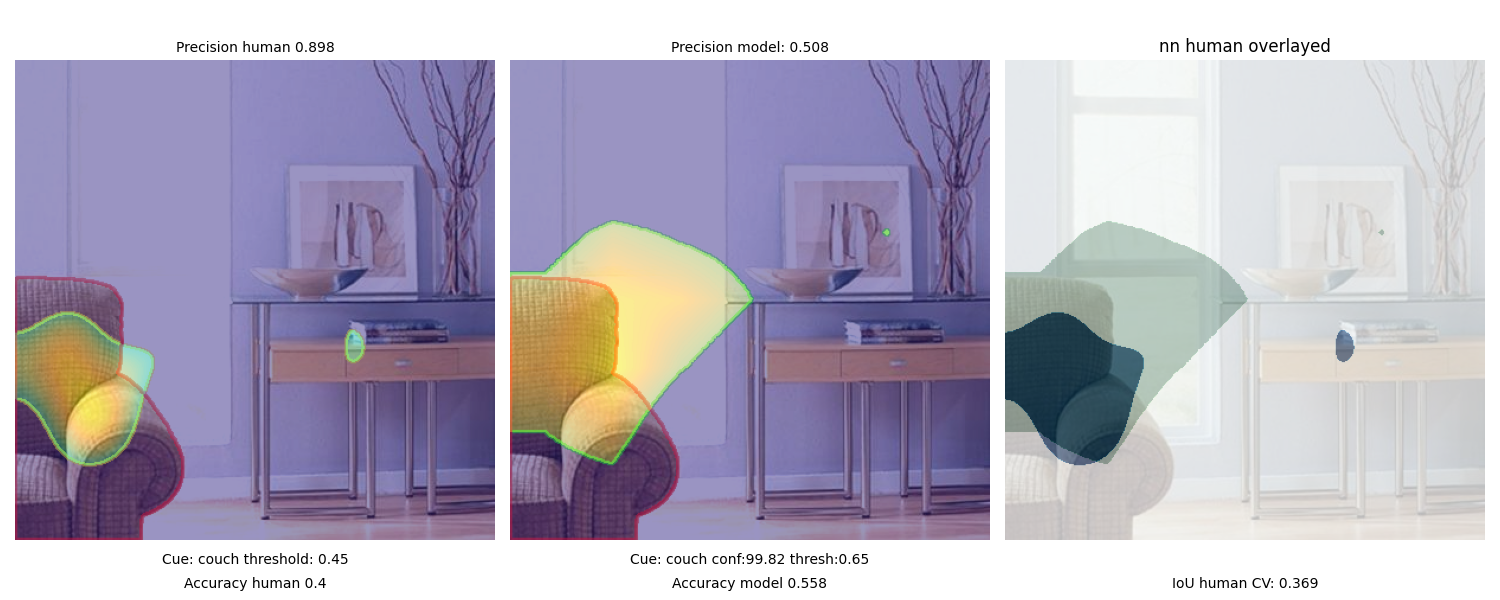 Precision human 0.898
Precision model: 0.508
nn human overlayed
Cue: couch threshold: 0.45
Cue: couch conf:99.82 thresh:0.65
Accuracy human 0.4
Accuracy model 0.558
IoU human CV: 0.369